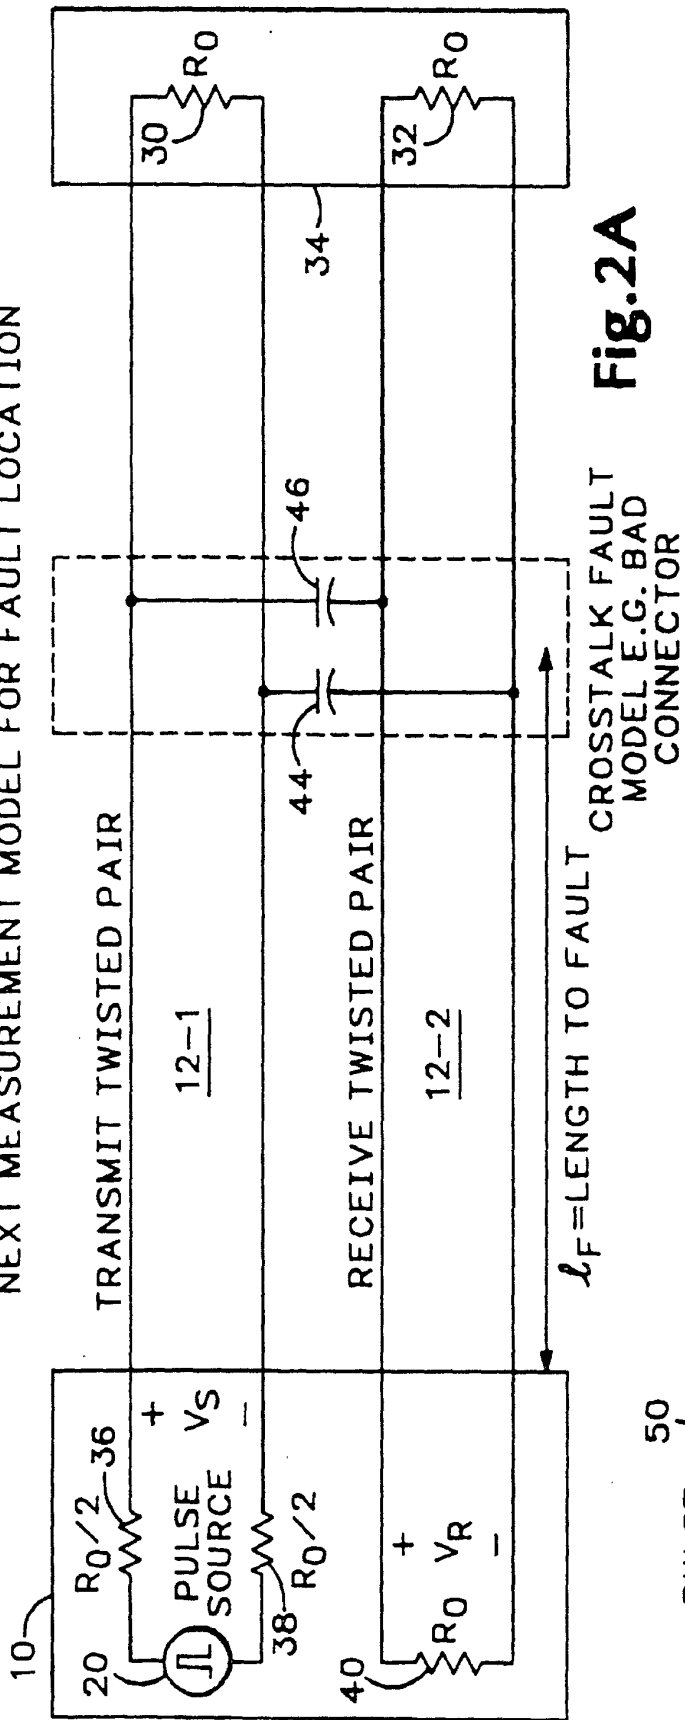 NEXT MEASUREMENT MODEL FOR FAULT LOCATION
10
20
R0/2
36
PULSE
SOURCE
+
VS
−
38
R0/2
TRANSMIT TWISTED PAIR
12-1
30
R0
34
44
46
40
R0
+
VR
−
RECEIVE TWISTED PAIR
12-2
32
R0
ℓF=LENGTH TO FAULT
CROSSTALK FAULT
MODEL E.G. BAD
CONNECTOR
Fig.2A
50